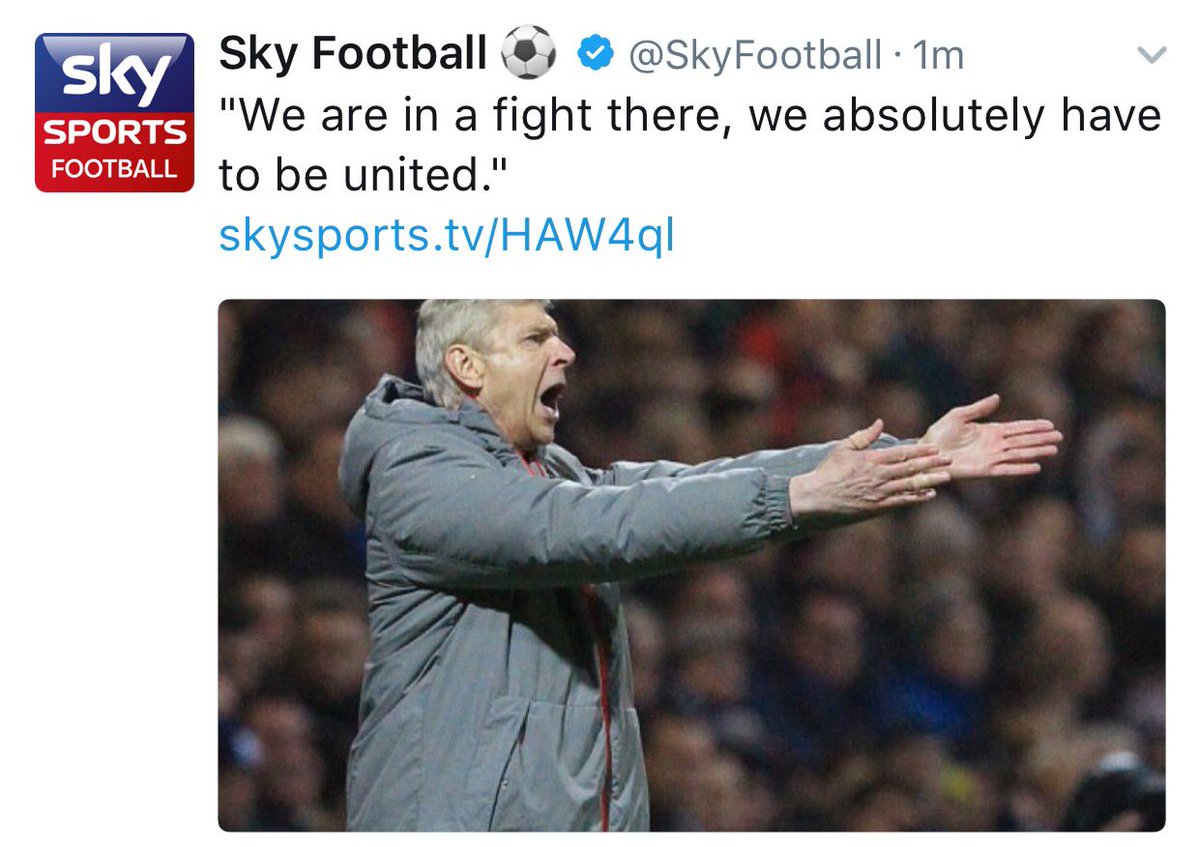 sky
SPORTS
FOOTBALL
Sky Football ⚽ @SkyFootball · 1m
"We are in a fight there, we absolutely have
to be united."
skysports.tv/HAW4ql